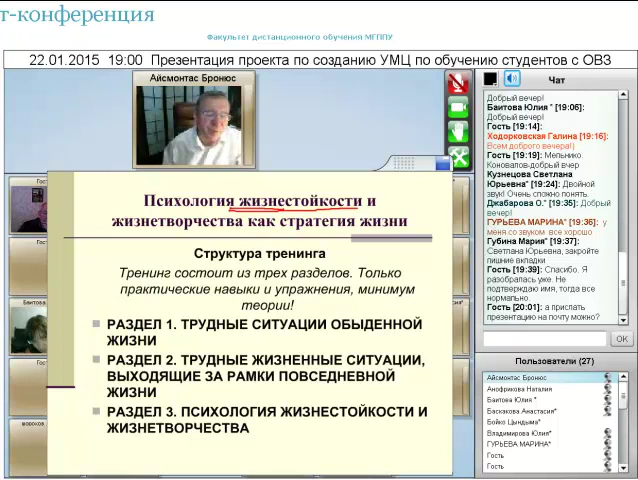 т-конференция
Факультет дистанционного обучения МГППУ
22.01.2015 19:00 Презентация проекта по созданию УМЦ по обучению студентов с ОВЗ
Айсмонтас Бронюс
Психология жизнестойкости и
жизнетворчества как стратегия жизни
Структура тренинга
Тренинг состоит из трех разделов. Только
практические навыки и упражнения, минимум
теории!
РАЗДЕЛ 1. ТРУДНЫЕ СИТУАЦИИ ОБЫДЕННОЙ
ЖИЗНИ
РАЗДЕЛ 2. ТРУДНЫЕ ЖИЗНЕННЫЕ СИТУАЦИИ,
ВЫХОДЯЩИЕ ЗА РАМКИ ПОВСЕДНЕВНОЙ
ЖИЗНИ
РАЗДЕЛ 3. ПСИХОЛОГИЯ ЖИЗНЕСТОЙКОСТИ И
ЖИЗНЕТВОРЧЕСТВА
Чат
Добрый вечер!
Баитова Юлия * [19:06]:
Добрый вечер!
Гость [19:14]:
Ходорковская Галина [19:16]:
Всем доброго вечера!)
Гость [19:19]: Мельчико.
Коновалов-добрый вчер
Кузнецова Светлана
Юрьевна* [19:24]: Двойной
звук! Очень сложно понять.
Джабарова О.* [19:35]: Добрый
вечер!
ГУРЬЕВА МАРИНА* [19:36]: у
меня-со звуком все хорошо
Губина Мария* [19:37]:
Светлана Юрьевна, закройте
лишние вкладки
Гость [19:39]: Спасибо. Я
разобралась уже. Не
подтверждаю имя, тогда все
нормально.
Гость [20:01]: а прислать
презентацию на почту можно?
OK
Пользователи (27)
Айсмонтас Бронюс
Анофрикова Наталия
Баитова Юлия *
Баскакова Анастасия*
Бойко Цындыма*
Владимирова Юлия*
ГУРЬЕВА МАРИНА*
Гость
Гость